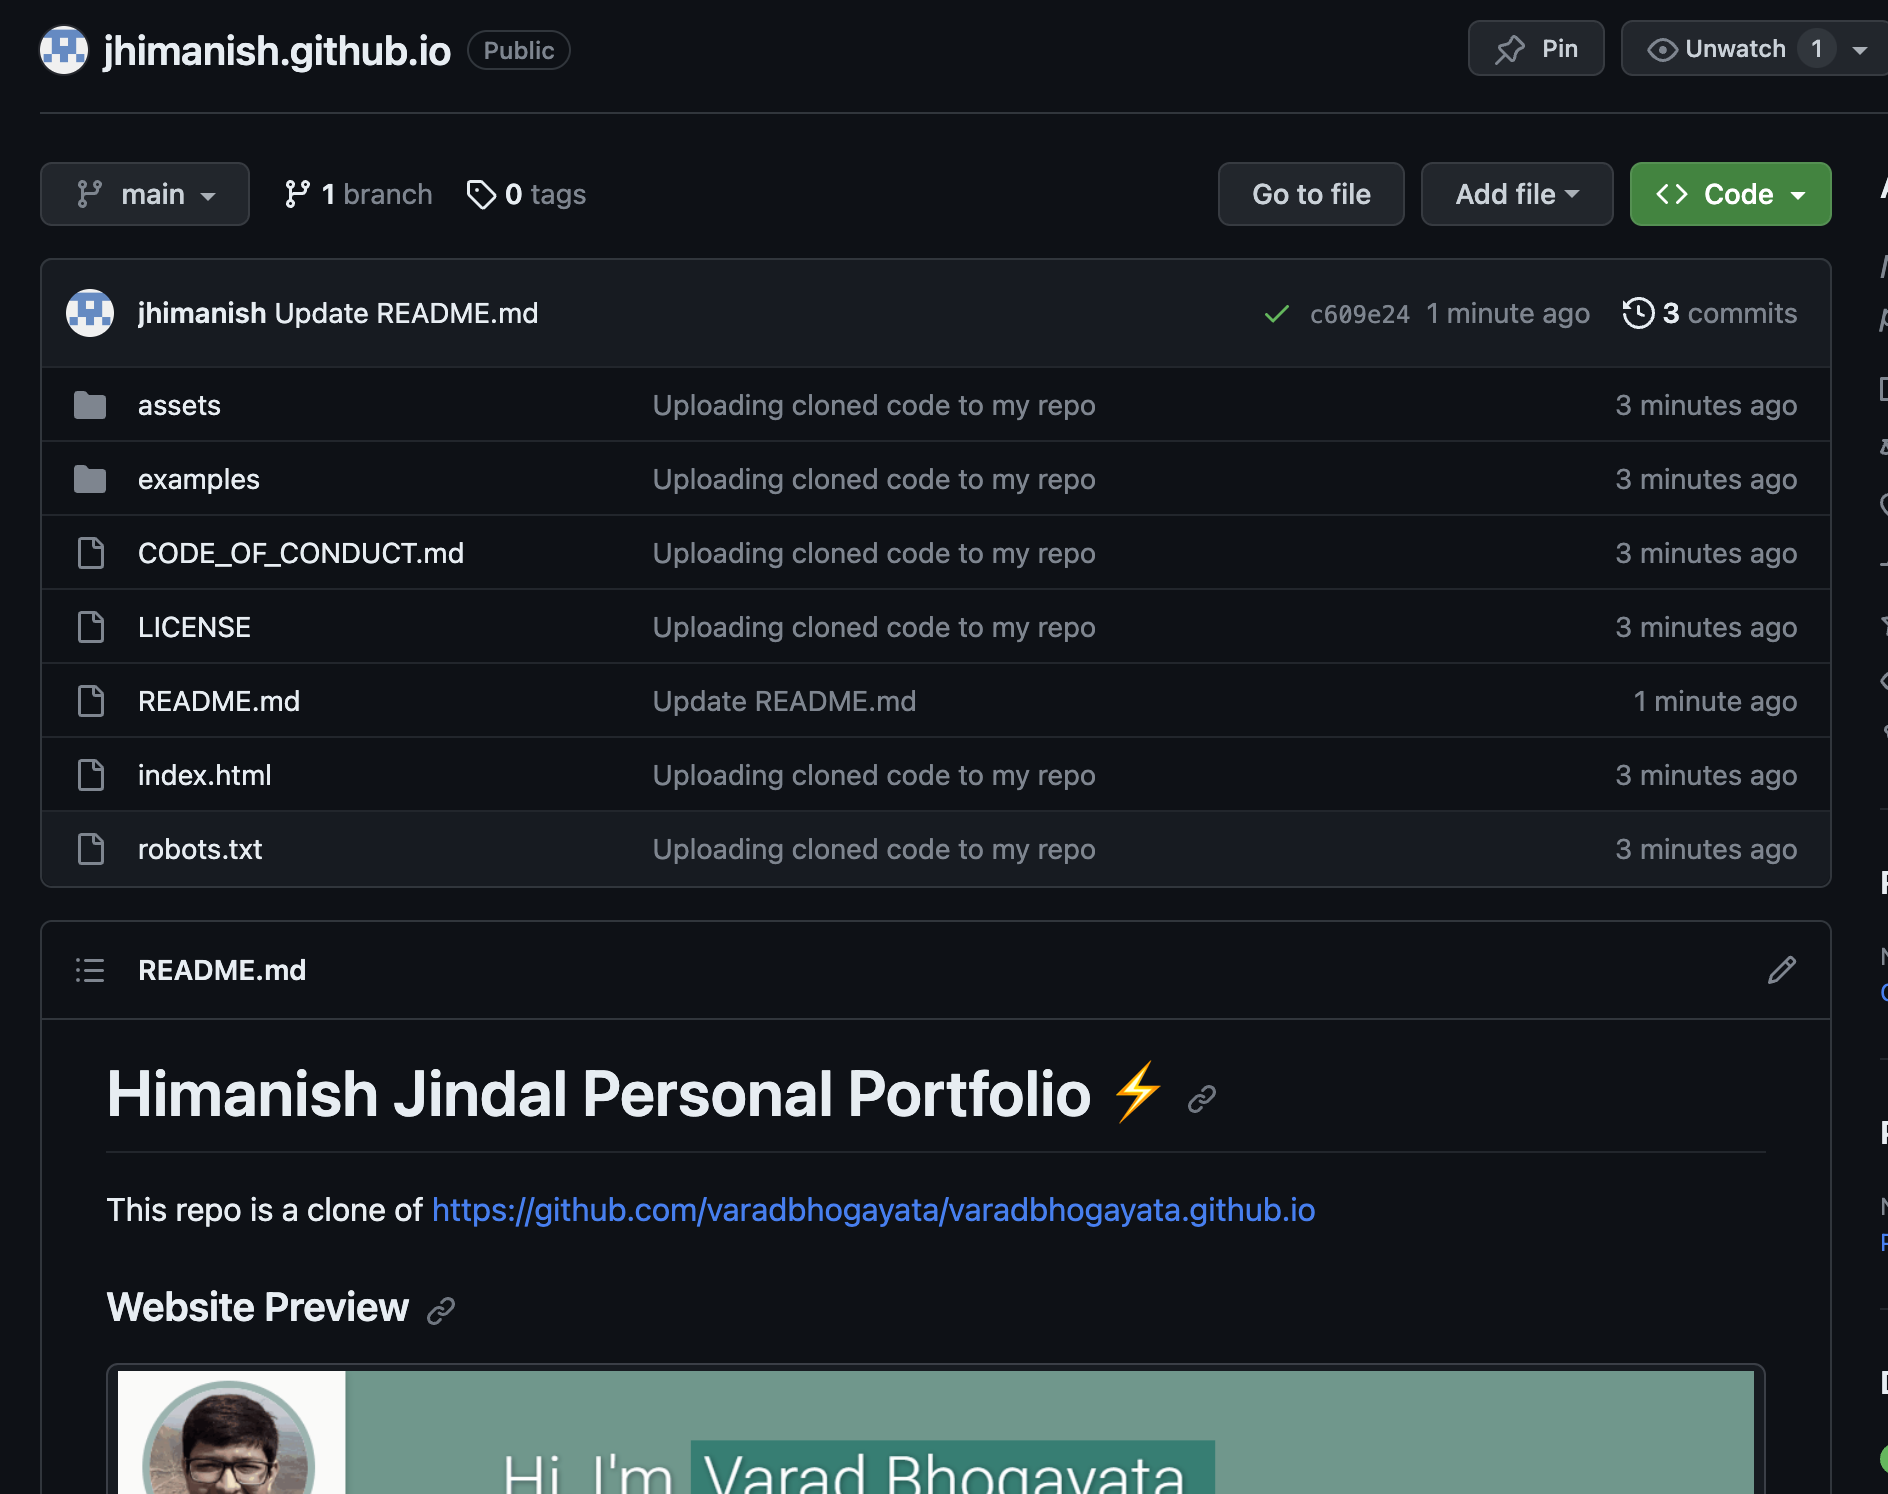 jhimanish.github.io Public Pin Unwatch 1
main 1 branch 0 tags Go to file Add file Code
jhimanish Update README.md c609e24 1 minute ago 3 commits
assets Uploading cloned code to my repo 3 minutes ago
examples Uploading cloned code to my repo 3 minutes ago
CODE_OF_CONDUCT.md Uploading cloned code to my repo 3 minutes ago
LICENSE Uploading cloned code to my repo 3 minutes ago
README.md Update README.md 1 minute ago
index.html Uploading cloned code to my repo 3 minutes ago
robots.txt Uploading cloned code to my repo 3 minutes ago
README.md
Himanish Jindal Personal Portfolio ⚡
This repo is a clone of https://github.com/varadbhogayata/varadbhogayata.github.io
Website Preview
Hi, I'm Varad Bhogayata